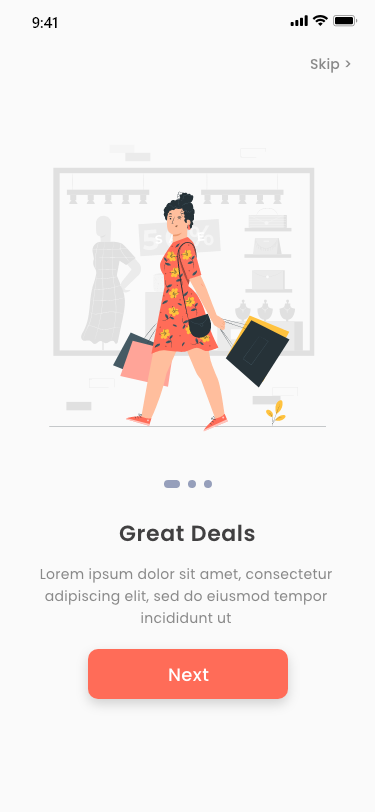 9:41
Skip >
Great Deals
Lorem ipsum dolor sit amet, consectetur
adipiscing elit, sed do eiusmod tempor
incididunt ut
Next